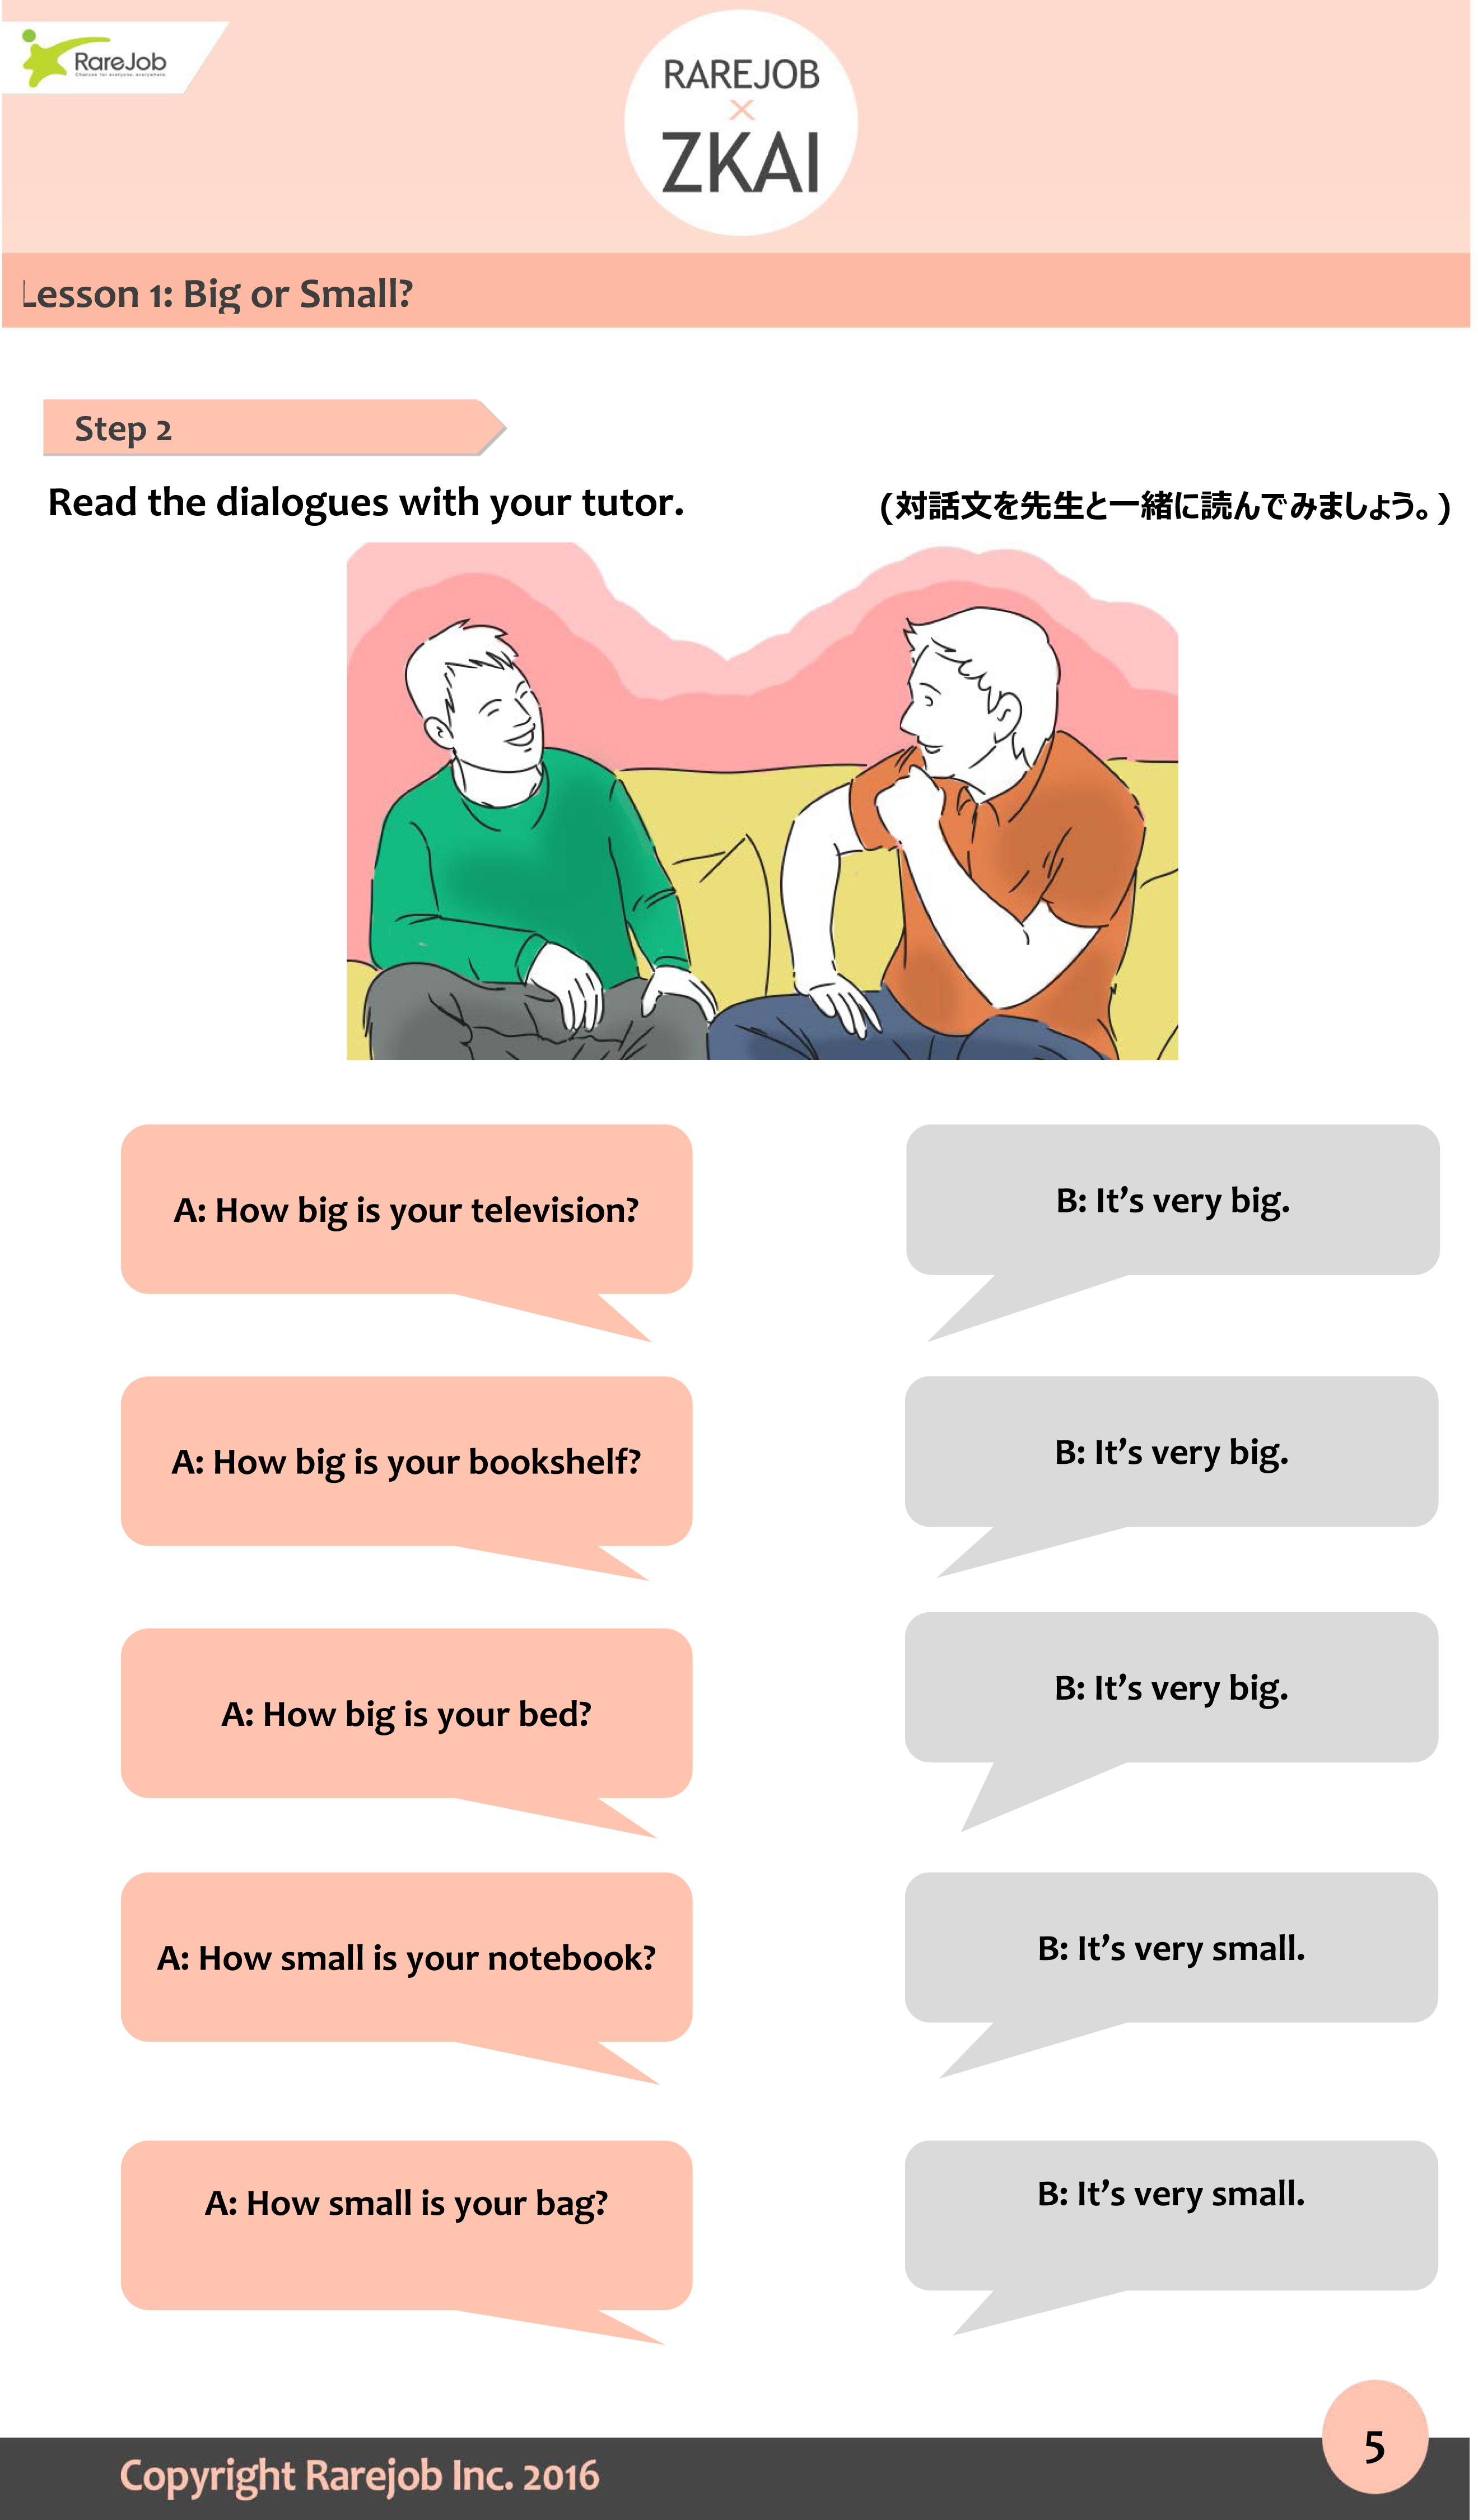 RareJob
Chances for everyone, everywhere.
RAREJOB
×
ZKAI
Lesson 1: Big or Small?
Step 2
Read the dialogues with your tutor. (対話文を先生と一緒に読んでみましょう。)
A: How big is your television?
B: It’s very big.
A: How big is your bookshelf?
B: It’s very big.
A: How big is your bed?
B: It’s very big.
A: How small is your notebook?
B: It’s very small.
A: How small is your bag?
B: It’s very small.
5
Copyright Rarejob Inc. 2016